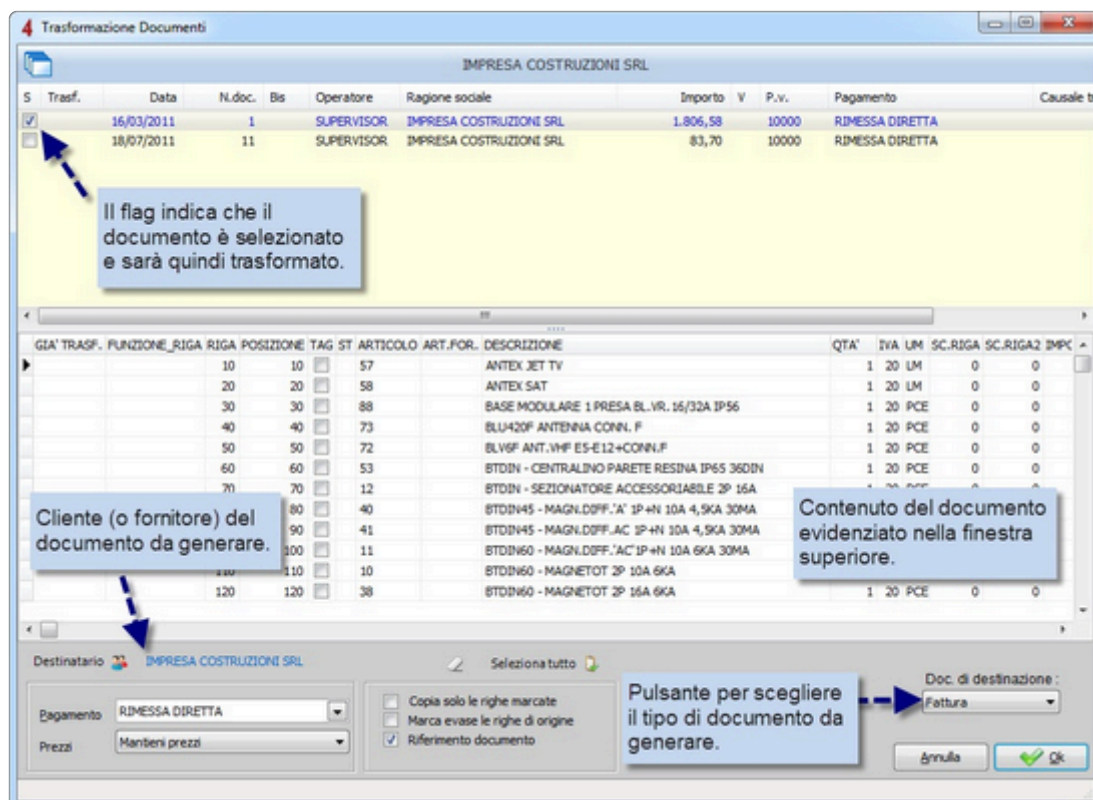 4 Trasformazione Documenti
IMPRESA COSTRUZIONI SRL
S Trasf. Data N.doc. Bis Operatore Ragione sociale Importo V P.v. Pagamento Causale t
16/03/2011 1 SUPERVISOR IMPRESA COSTRUZIONI SRL 1.806,58 10000 RIMESSA DIRETTA
18/07/2011 11 SUPERVISOR IMPRESA COSTRUZIONI SRL 83,70 10000 RIMESSA DIRETTA
Il flag indica che il
documento è selezionato
e sarà quindi trasformato.
GIA' TRASF. FUNZIONE_RIGA RIGA POSIZIONE TAG ST ARTICOLO ART.FOR. DESCRIZIONE QTA' IVA UM SC.RIGA SC.RIGA2 IMPC
10 10 57 ANTEX JET TV 1 20 LM 0 0
20 20 58 ANTEX SAT 1 20 LM 0 0
30 30 88 BASE MODULARE 1 PRESA BL.VR.16/32A IP56 1 20 PCE 0 0
40 40 73 BLU420F ANTENNA CONN. F 1 20 PCE 0 0
50 50 72 BLV6F ANT.VHF E5-E12+CONN.F 1 20 PCE 0 0
60 60 53 BTDIN - CENTRALINO PARETE RESINA IP65 36DIN 1 20 PCE 0 0
70 70 12 BTDIN - SEZIONATORE ACCESSORIABILE 2P 16A
80 40 BTDIN45 - MAGN.DIFF.'A' 1P+N 10A 4,5KA 30MA
90 41 BTDIN45 - MAGN.DIFF.AC 1P+N 10A 4,5KA 30MA
100 11 BTDIN60 - MAGN.DIFF.'AC'1P+N 10A 6KA 30MA
110 110 10 BTDIN60 - MAGNETOT 2P 10A 6KA
120 120 38 BTDIN60 - MAGNETOT 2P 16A 6KA 1 20 PCE 0 0
Cliente (o fornitore) del
documento da generare.
Contenuto del documento
evidenziato nella finestra
superiore.
Destinatario IMPRESA COSTRUZIONI SRL
Seleziona tutto
Pagamento RIMESSA DIRETTA
Prezzi Mantieni prezzi
Copia solo le righe marcate
Marca evase le righe di origine
Riferimento documento
Pulsante per scegliere
il tipo di documento da
generare.
Doc. di destinazione :
Fattura
Annulla Ok